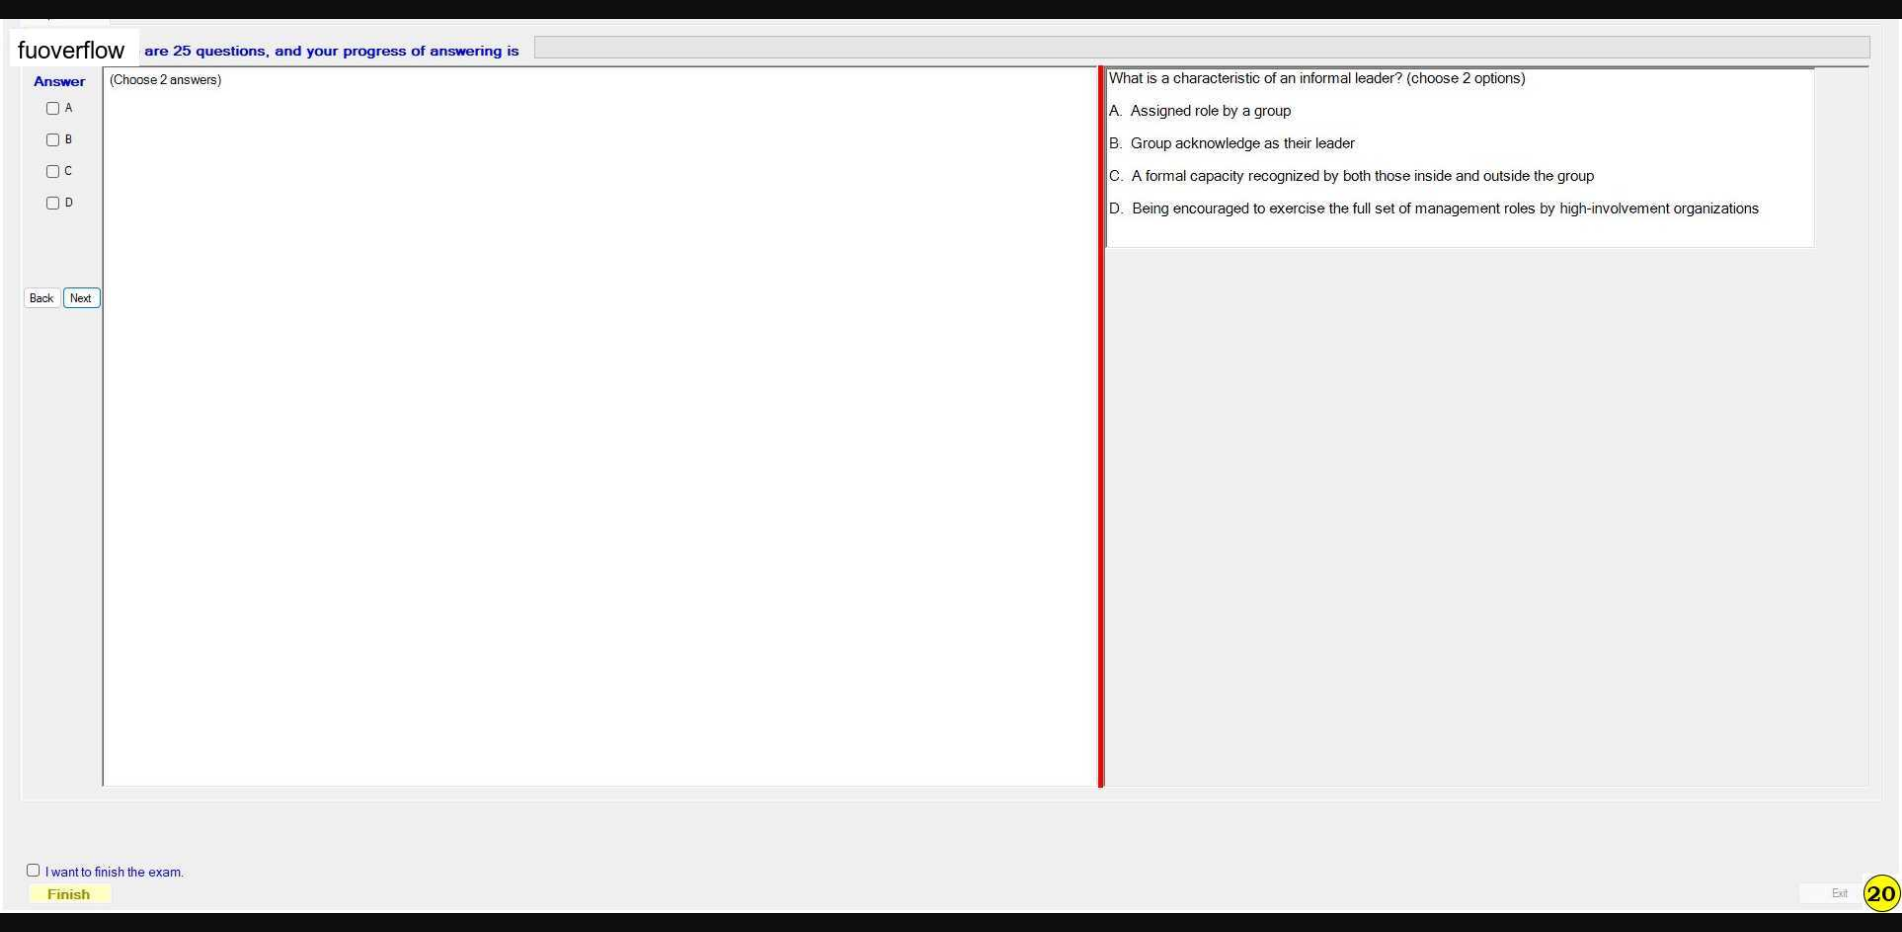 fuoverflow are 25 questions, and your progress of answering is
Answer
(Choose 2 answers)
A
B
C
D
Back Next
What is a characteristic of an informal leader? (choose 2 options)
A. Assigned role by a group
B. Group acknowledge as their leader
C. A formal capacity recognized by both those inside and outside the group
D. Being encouraged to exercise the full set of management roles by high-involvement organizations
I want to finish the exam.
Finish
Exit
20